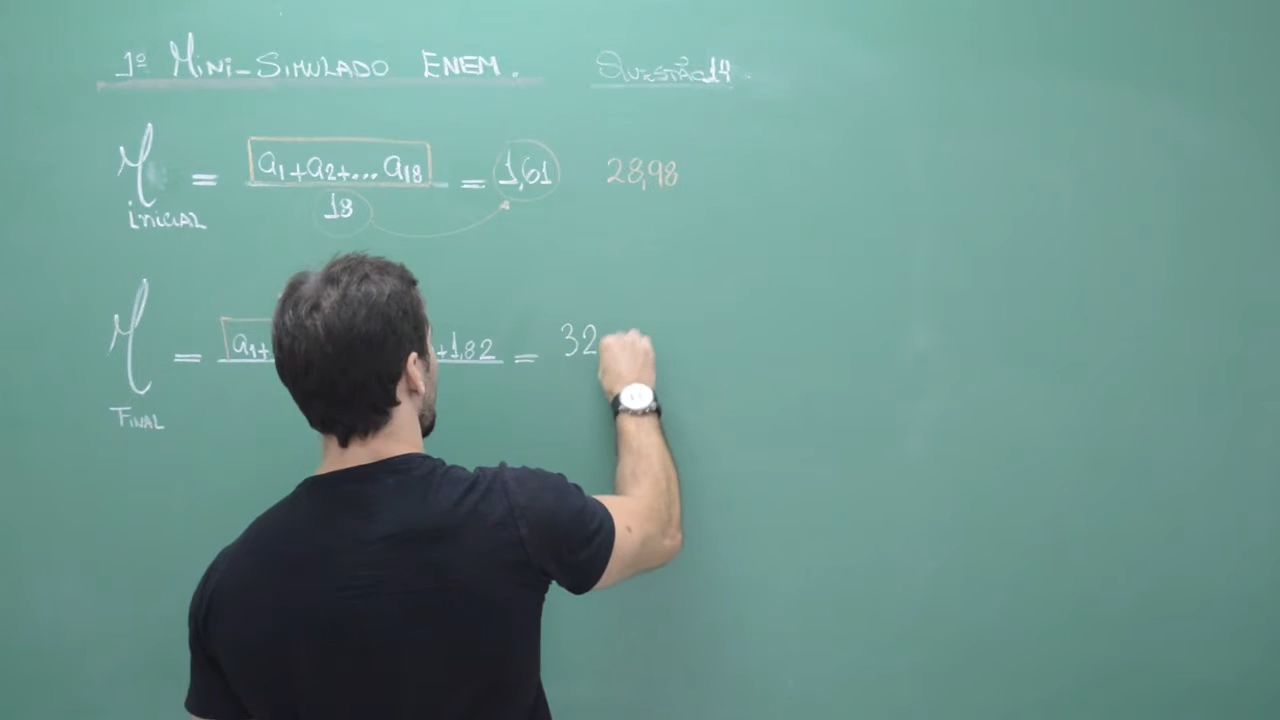 1º MINI-SIMULADO ENEM. QUESTÃO 14
M INICIAL = a1+a2+...a18 / 18 = 1,61 28,98
M FINAL = a1+ +1,82 = 32